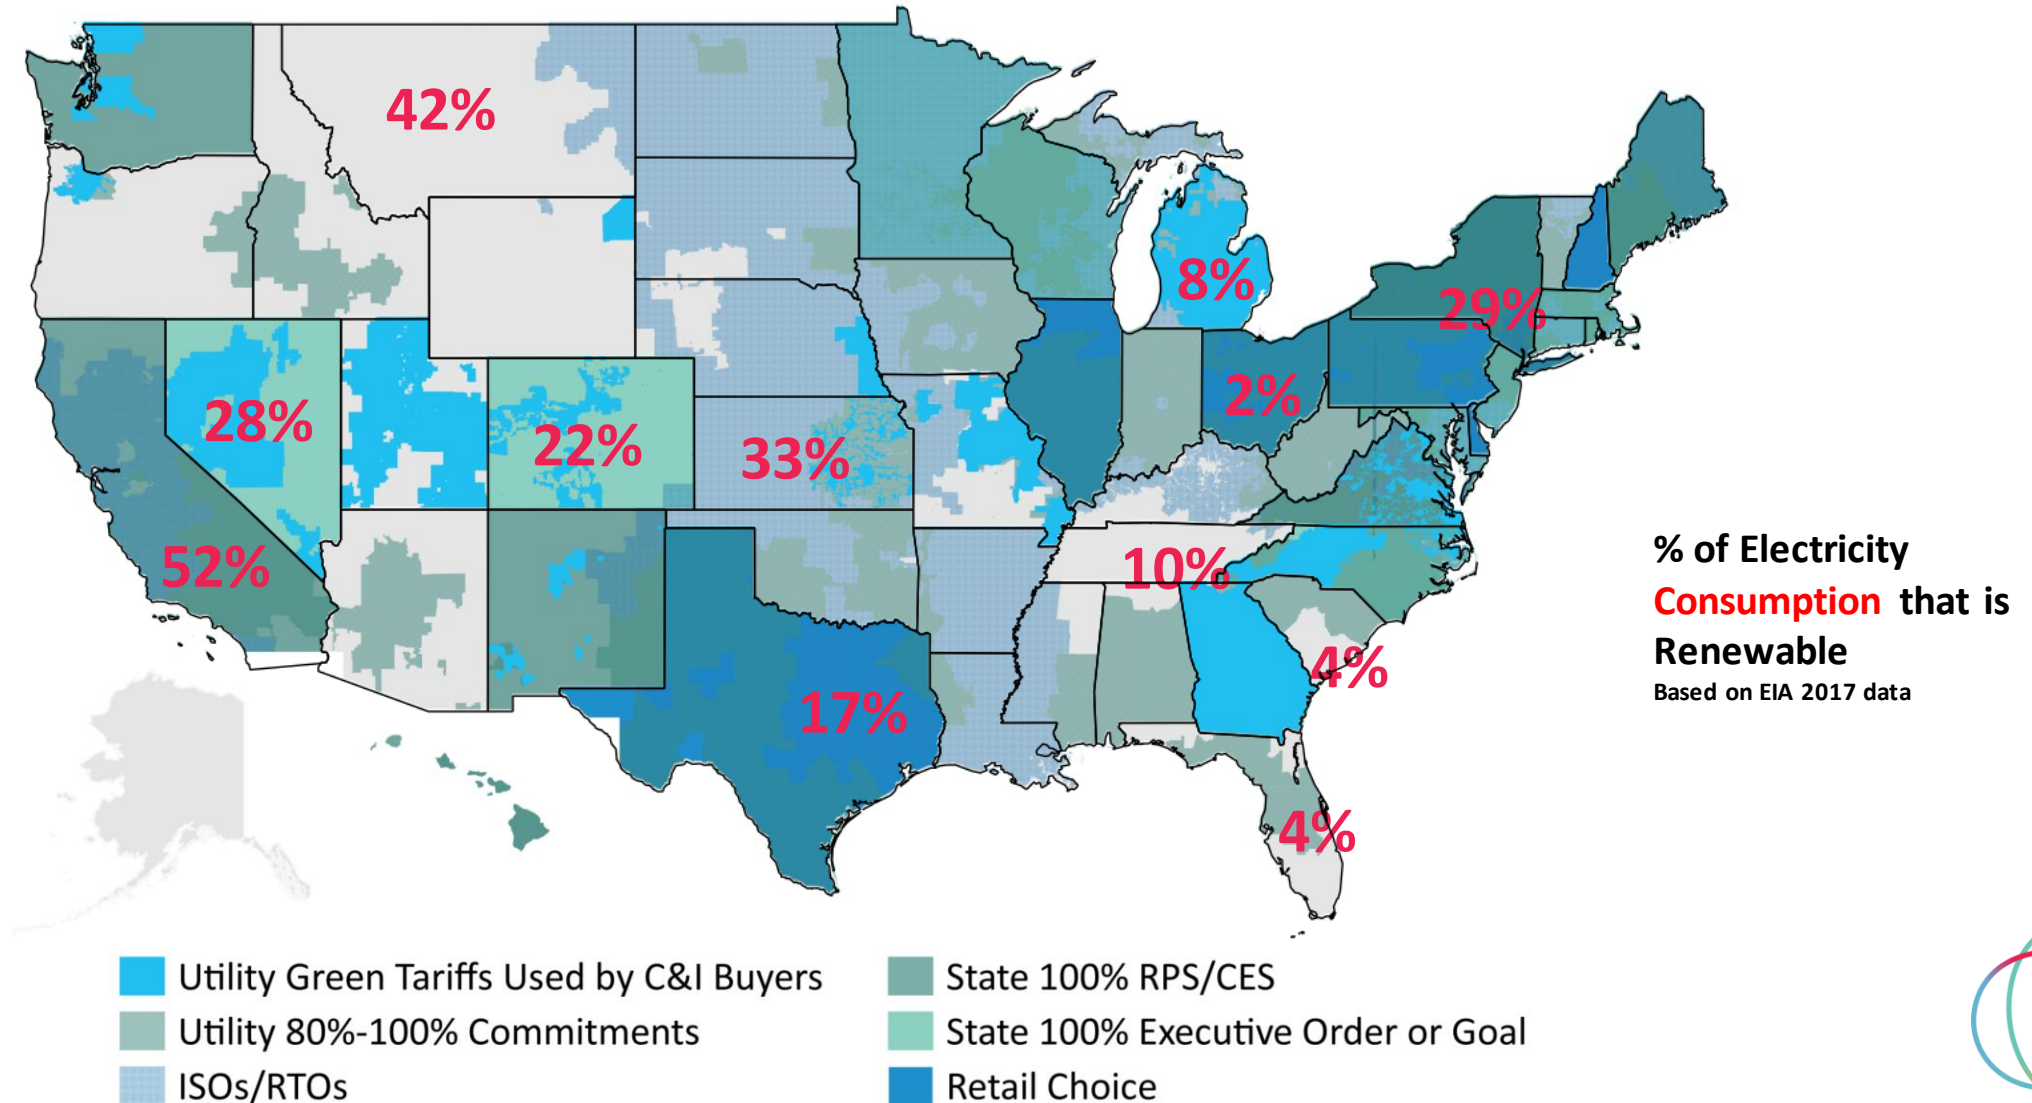 42%
8%
29%
2%
28%
22%
33%
52%
10%
4%
17%
4%
% of Electricity
Consumption that is
Renewable
Based on EIA 2017 data
Utility Green Tariffs Used by C&I Buyers
Utility 80%-100% Commitments
ISOs/RTOs
State 100% RPS/CES
State 100% Executive Order or Goal
Retail Choice